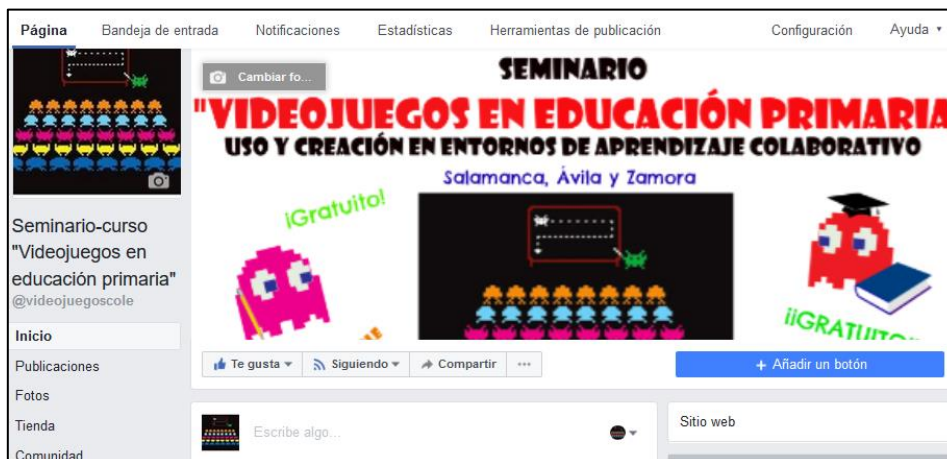 Página Bandeja de entrada Notificaciones Estadísticas Herramientas de publicación Configuración Ayuda
Cambiar fo...
SEMINARIO
"VIDEOJUEGOS EN EDUCACIÓN PRIMARIA
USO Y CREACIÓN EN ENTORNOS DE APRENDIZAJE COLABORATIVO
Salamanca, Ávila y Zamora
¡Gratuito!
Seminario-curso
"Videojuegos en
educación primaria"
@videojuegoscole
Inicio
Publicaciones
Fotos
Tienda
Comunidad
Te gusta Siguiendo Compartir ...
+ Añadir un botón
Escribe algo...
Sitio web